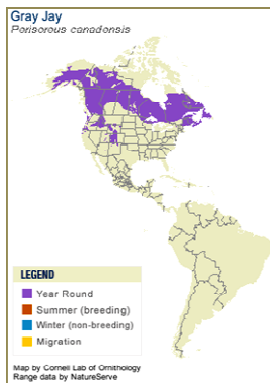 Gray Jay
Perisoreus canadensis
LEGEND
Year Round
Summer (breeding)
Winter (non-breeding)
Migration
Map by Cornell Lab of Ornithology
Range data by NatureServe